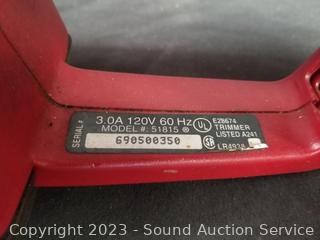 SERIAL #
3.0A 120V 60 Hz
MODEL #: 51815 ®
690500350
UL
E28674
TRIMMER
LISTED A241
LR4938
Copyright 2023 - Sound Auction Service